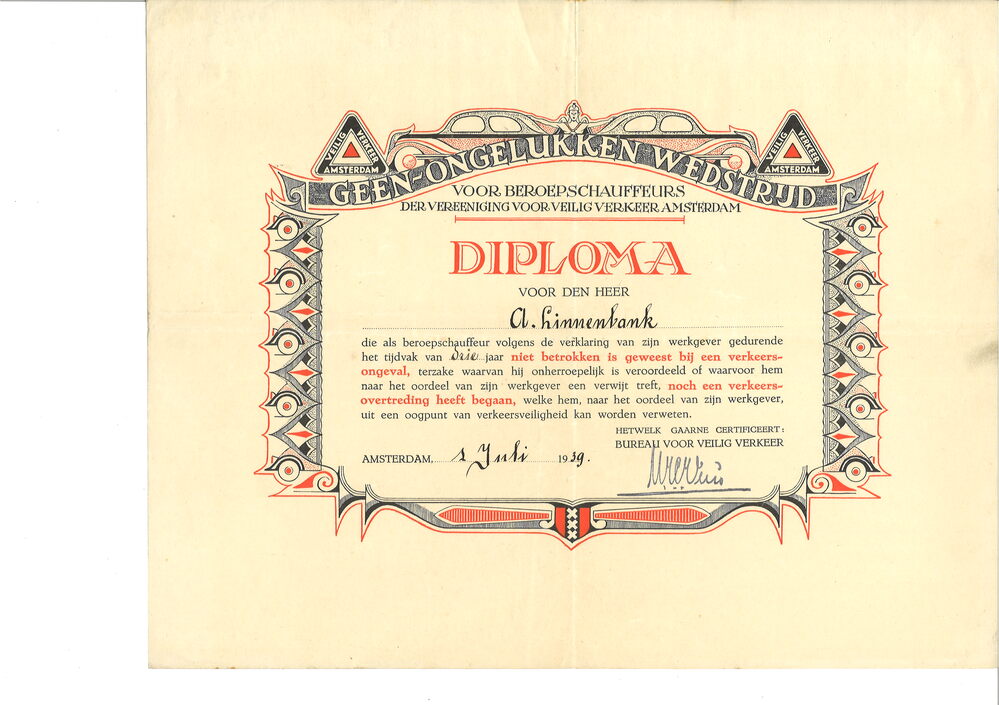 VEILIG VERKEER AMSTERDAM
VEILIG VERKEER AMSTERDAM
GEEN-ONGELUKKEN WEDSTRIJD
VOOR BEROEPSCHAUFFEURS
DER VEREENIGING VOOR VEILIG VERKEER AMSTERDAM
DIPLOMA
VOOR DEN HEER
A. Linnenbank
die als beroepschauffeur volgens de verklaring van zijn werkgever gedurende
het tijdvak van drie jaar niet betrokken is geweest bij een verkeers-
ongeval, terzake waarvan hij onherroepelijk is veroordeeld of waarvoor hem
naar het oordeel van zijn werkgever een verwijt treft, noch een verkeers-
overtreding heeft begaan, welke hem, naar het oordeel van zijn werkgever,
uit een oogpunt van verkeersveiligheid kan worden verweten.
HETWELK GAARNE CERTIFICEERT:
BUREAU VOOR VEILIG VERKEER
AMSTERDAM, 1 Juli 1939.